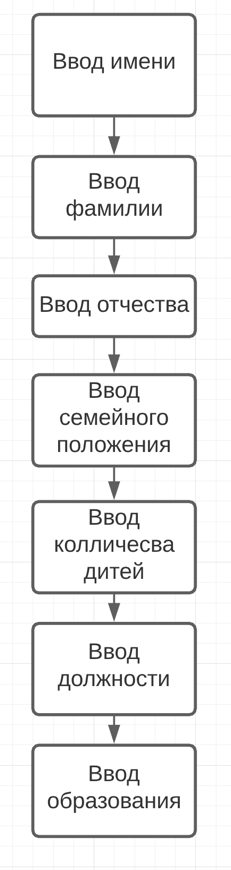 Ввод имени
Ввод
фамилии
Ввод отчества
Ввод
семейного
положения
Ввод
колличесва
дитей
Ввод
должности
Ввод
образования